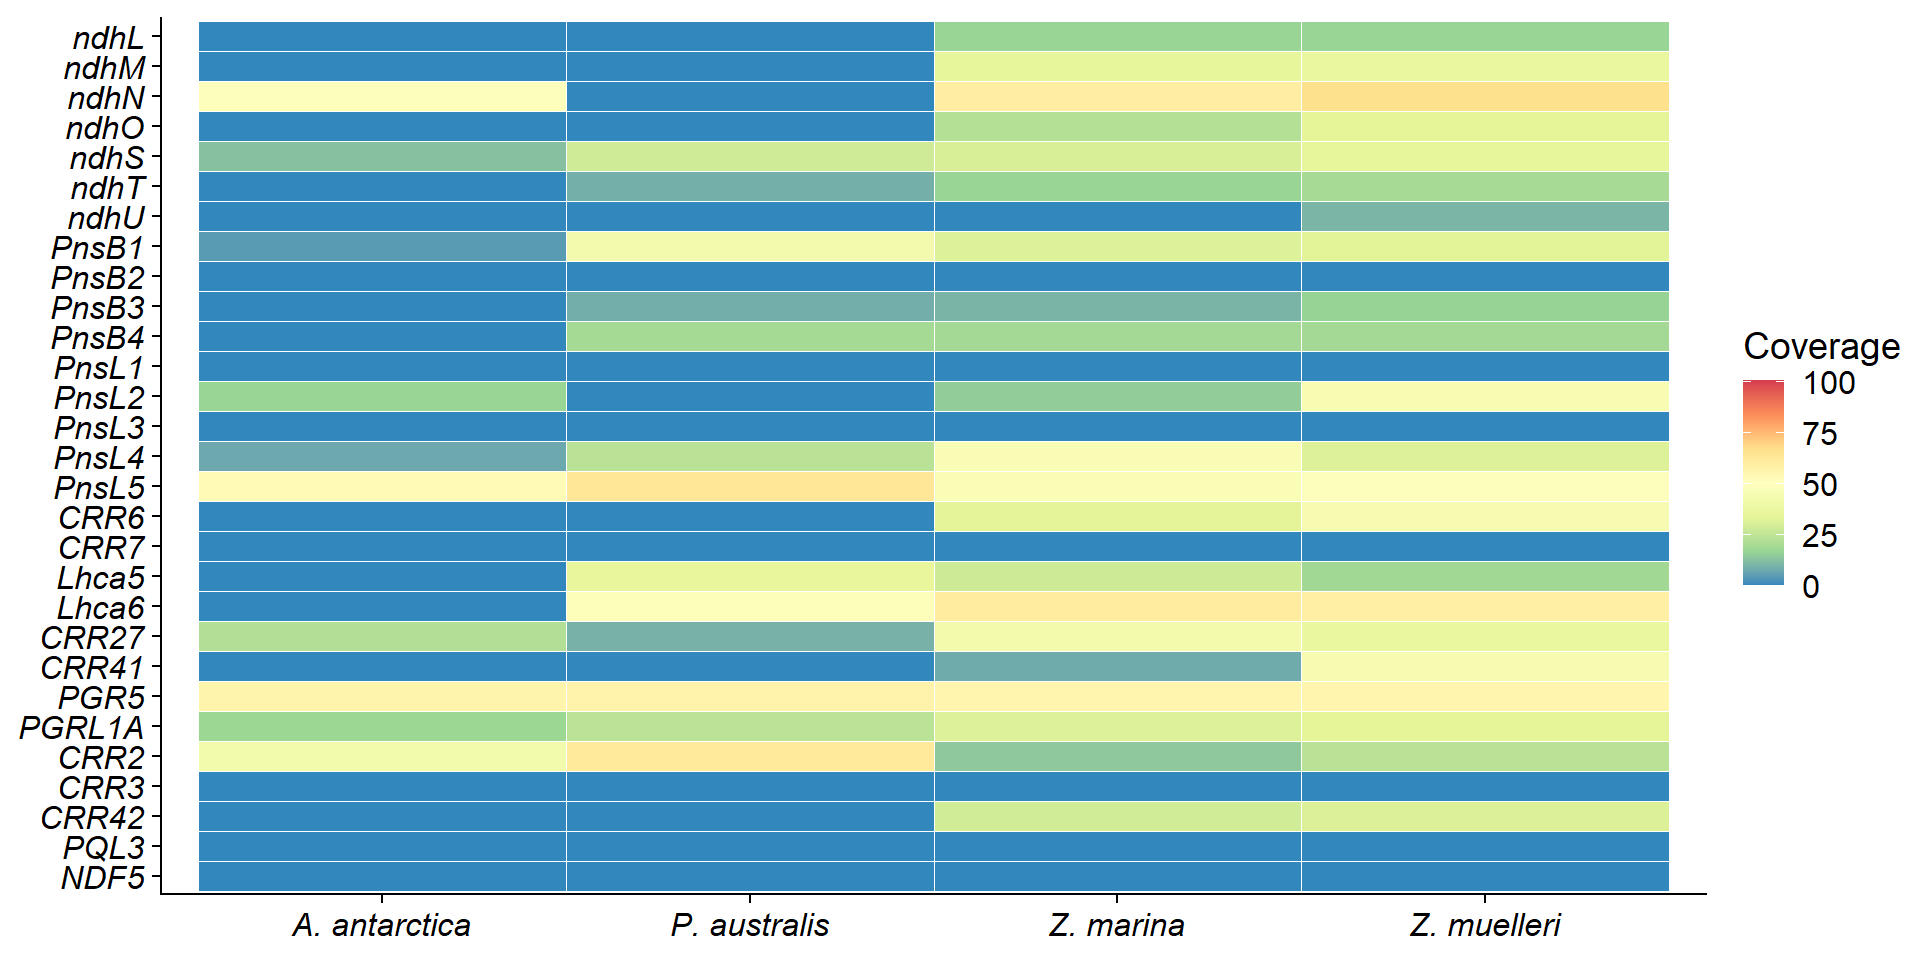 ndhL
ndhM
ndhN
ndhO
ndhS
ndhT
ndhU
PnsB1
PnsB2
PnsB3
PnsB4
PnsL1
PnsL2
PnsL3
PnsL4
PnsL5
CRR6
CRR7
Lhca5
Lhca6
CRR27
CRR41
PGR5
PGRL1A
CRR2
CRR3
CRR42
PQL3
NDF5
A. antarctica
P. australis
Z. marina
Z. muelleri
Coverage
100
75
50
25
0